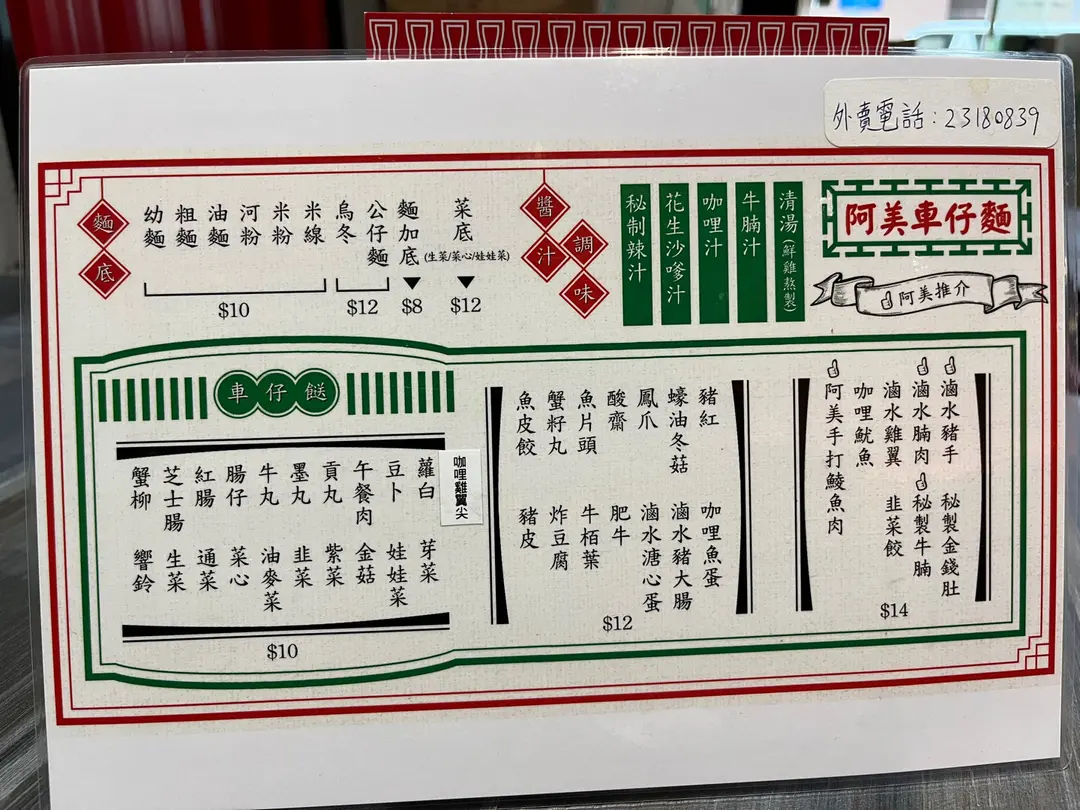 外賣電話：23180839
阿美車仔麵
阿美推介
醬汁
調味
清湯(鮮雞熬製)
牛腩汁
咖哩汁
花生沙嗲汁
秘制辣汁
麵底
菜底
(生菜/菜心/娃娃菜)
$12
麵加底
$8
公仔麵
烏冬
$12
米線
米粉
河粉
油麵
粗麵
幼麵
$10
滷水豬手
滷水腩肉
滷水雞翼
咖哩魷魚
阿美手打鯪魚肉
秘製金錢肚
秘製牛腩
韭菜餃
$14
豬紅
蠔油冬菇
鳳爪
酸齋
魚片頭
蟹籽丸
魚皮餃
咖哩魚蛋
滷水豬大腸
滷水溏心蛋
肥牛
牛栢葉
炸豆腐
豬皮
$12
車仔餸
咖哩雞翼尖
蘿白
豆卜
午餐肉
貢丸
墨丸
牛丸
腸仔
紅腸
芝士腸
蟹柳
芽菜
娃娃菜
金菇
紫菜
韭菜
油麥菜
菜心
通菜
生菜
響鈴
$10